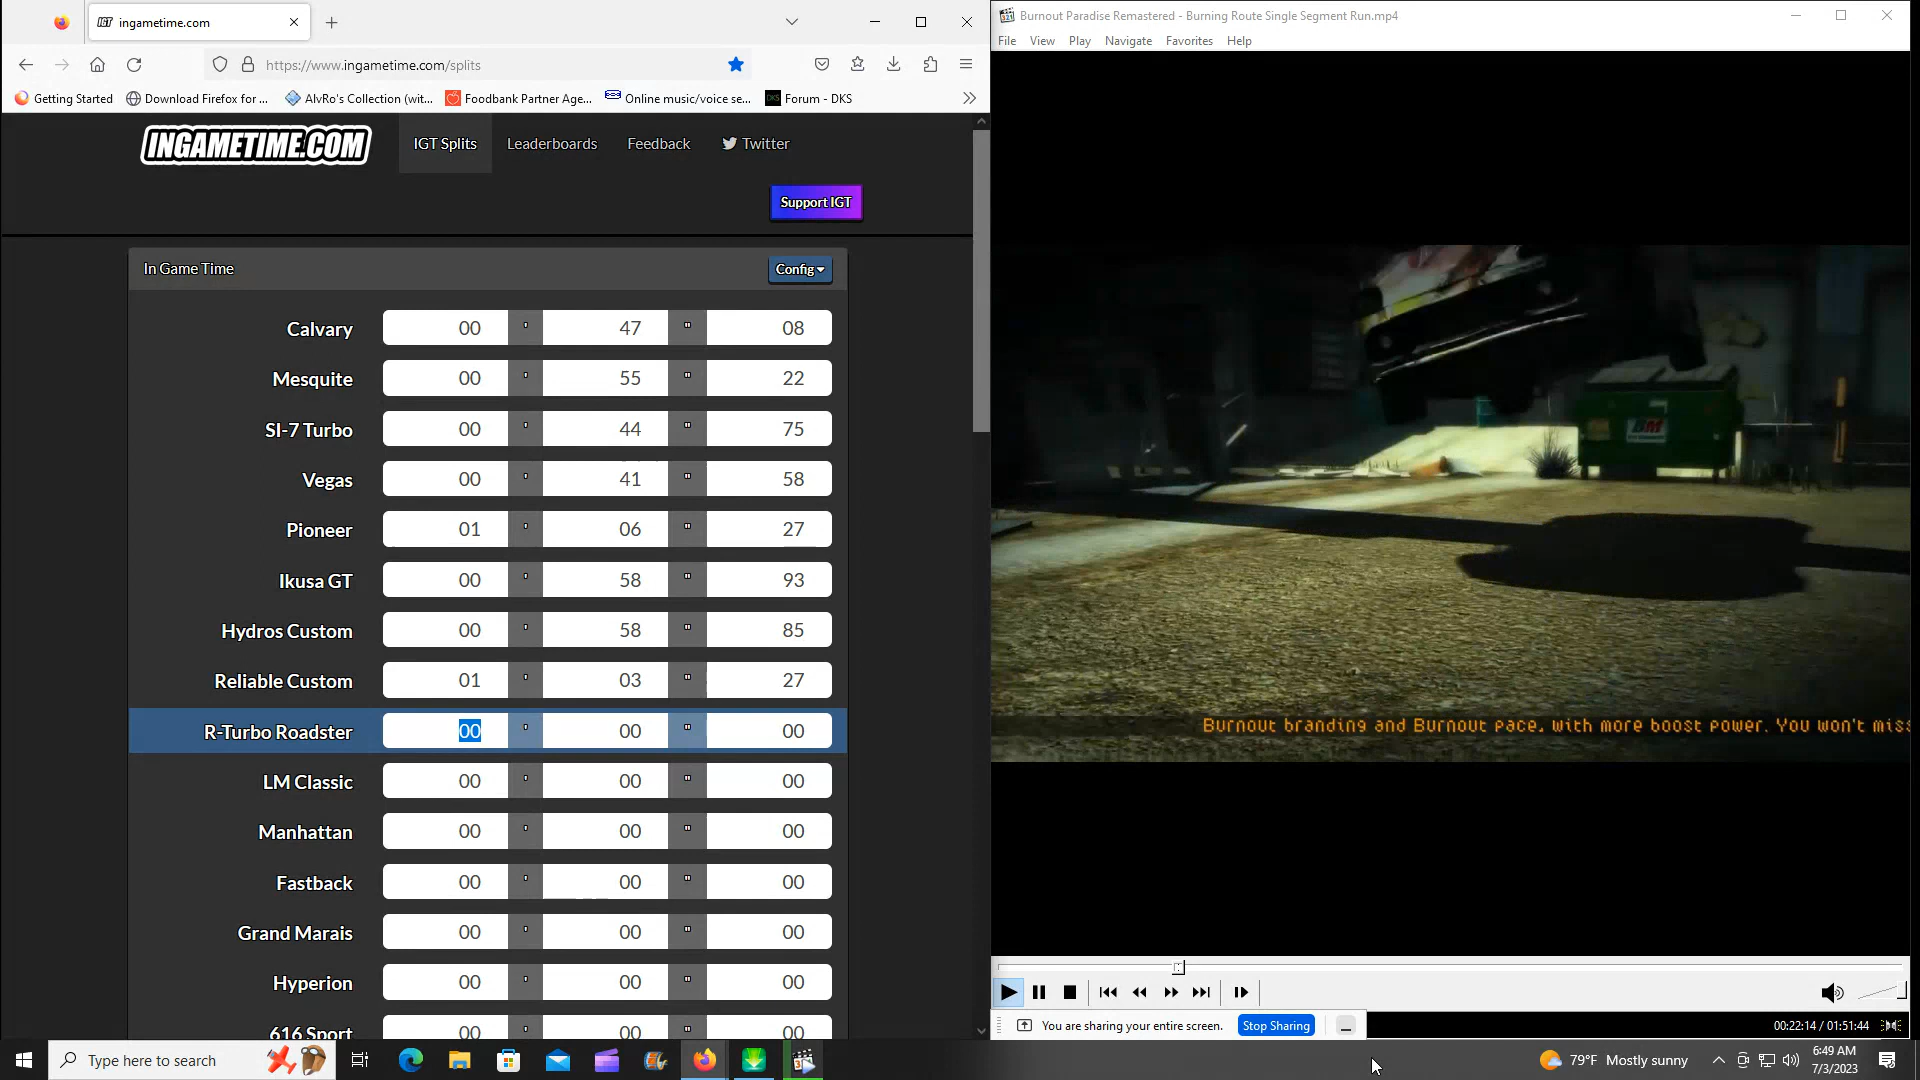 ingametime.com
https://www.ingametime.com/splits
Getting Started
Download Firefox for ...
AlvRo's Collection (wit...
Foodbank Partner Age...
Online music/voice se...
Forum - DKS
INGAMETIME.COM
IGT Splits
Leaderboards
Feedback
Twitter
Support IGT
In Game Time
Config
Calvary 00 ' 47 " 08
Mesquite 00 ' 55 " 22
SI-7 Turbo 00 ' 44 " 75
Vegas 00 ' 41 " 58
Pioneer 01 ' 06 " 27
Ikusa GT 00 ' 58 " 93
Hydros Custom 00 ' 58 " 85
Reliable Custom 01 ' 03 " 27
R-Turbo Roadster 00 ' 00 " 00
LM Classic 00 ' 00 " 00
Manhattan 00 ' 00 " 00
Fastback 00 ' 00 " 00
Grand Marais 00 ' 00 " 00
Hyperion 00 ' 00 " 00
616 Sport 00 ' 00 " 00
Burnout Paradise Remastered - Burning Route Single Segment Run.mp4
File View Play Navigate Favorites Help
BM
Burnout branding and Burnout pace, with more boost power. You won't miss
You are sharing your entire screen.
Stop Sharing
00:22:14 / 01:51:44
Type here to search
79°F Mostly sunny
6:49 AM
7/3/2023